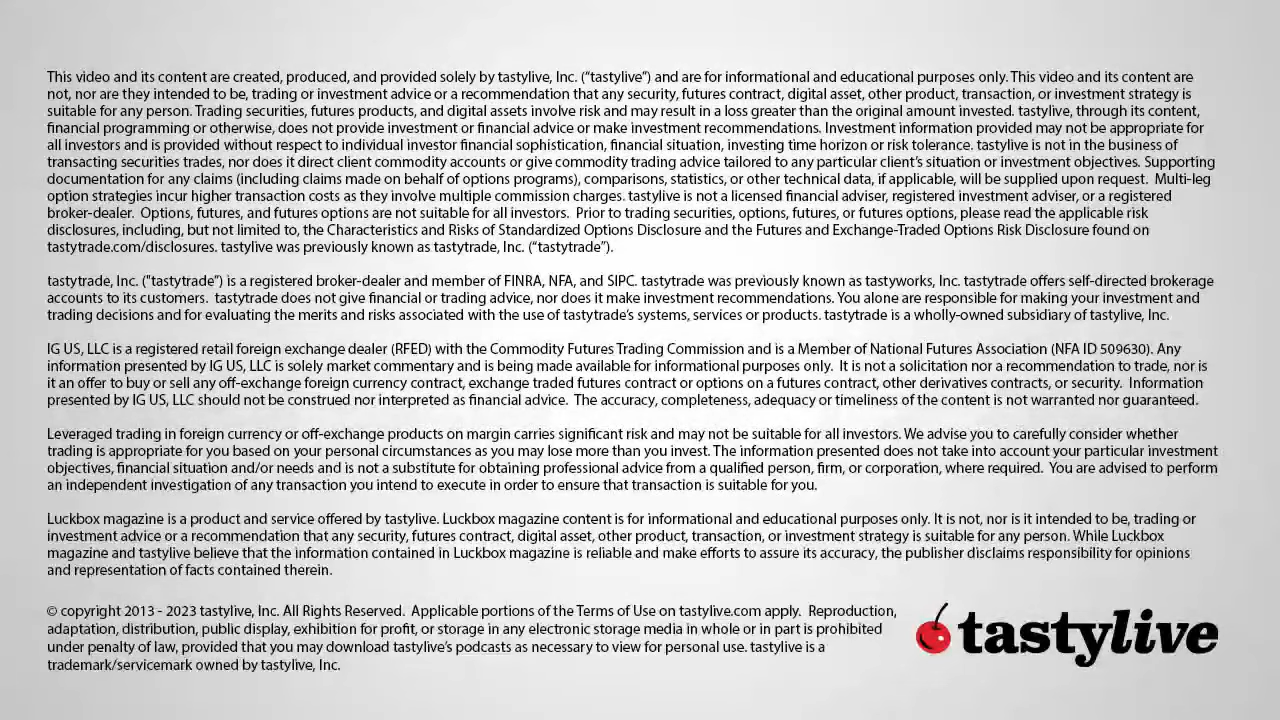 This video and its content are created, produced, and provided solely by tastylive, Inc. (“tastylive”) and are for informational and educational purposes only. This video and its content are
not, nor are they intended to be, trading or investment advice or a recommendation that any security, futures contract, digital asset, other product, transaction, or investment strategy is
suitable for any person. Trading securities, futures products, and digital assets involve risk and may result in a loss greater than the original amount invested. tastylive, through its content,
financial programming or otherwise, does not provide investment or financial advice or make investment recommendations. Investment information provided may not be appropriate for
all investors and is provided without respect to individual investor financial sophistication, financial situation, investing time horizon or risk tolerance. tastylive is not in the business of
transacting securities trades, nor does it direct client commodity accounts or give commodity trading advice tailored to any particular client’s situation or investment objectives. Supporting
documentation for any claims (including claims made on behalf of options programs), comparisons, statistics, or other technical data, if applicable, will be supplied upon request.  Multi-leg
option strategies incur higher transaction costs as they involve multiple commission charges. tastylive is not a licensed financial adviser, registered investment adviser, or a registered
broker-dealer.  Options, futures, and futures options are not suitable for all investors.  Prior to trading securities, options, futures, or futures options, please read the applicable risk
disclosures, including, but not limited to, the Characteristics and Risks of Standardized Options Disclosure and the Futures and Exchange-Traded Options Risk Disclosure found on
tastytrade.com/disclosures. tastylive was previously known as tastytrade, Inc. (“tastytrade”).
tastytrade, Inc. ("tastytrade”) is a registered broker-dealer and member of FINRA, NFA, and SIPC. tastytrade was previously known as tastyworks, Inc. tastytrade offers self-directed brokerage
accounts to its customers.  tastytrade does not give financial or trading advice, nor does it make investment recommendations. You alone are responsible for making your investment and
trading decisions and for evaluating the merits and risks associated with the use of tastytrade’s systems, services or products. tastytrade is a wholly-owned subsidiary of tastylive, Inc.
IG US, LLC is a registered retail foreign exchange dealer (RFED) with the Commodity Futures Trading Commission and is a Member of National Futures Association (NFA ID 509630). Any
information presented by IG US, LLC is solely market commentary and is being made available for informational purposes only.  It is not a solicitation nor a recommendation to trade, nor is
it an offer to buy or sell any off-exchange foreign currency contract, exchange traded futures contract or options on a futures contract, other derivatives contracts, or security.  Information
presented by IG US, LLC should not be construed nor interpreted as financial advice.  The accuracy, completeness, adequacy or timeliness of the content is not warranted nor guaranteed.
Leveraged trading in foreign currency or off-exchange products on margin carries significant risk and may not be suitable for all investors. We advise you to carefully consider whether
trading is appropriate for you based on your personal circumstances as you may lose more than you invest. The information presented does not take into account your particular investment
objectives, financial situation and/or needs and is not a substitute for obtaining professional advice from a qualified person, firm, or corporation, where required.  You are advised to perform
an independent investigation of any transaction you intend to execute in order to ensure that transaction is suitable for you.
Luckbox magazine is a product and service offered by tastylive. Luckbox magazine content is for informational and educational purposes only. It is not, nor is it intended to be, trading or
investment advice or a recommendation that any security, futures contract, digital asset, other product, transaction, or investment strategy is suitable for any person. While Luckbox
magazine and tastylive believe that the information contained in Luckbox magazine is reliable and make efforts to assure its accuracy, the publisher disclaims responsibility for opinions
and representation of facts contained therein.
© copyright 2013 - 2023 tastylive, Inc. All Rights Reserved.  Applicable portions of the Terms of Use on tastylive.com apply.  Reproduction,
adaptation, distribution, public display, exhibition for profit, or storage in any electronic storage media in whole or in part is prohibited
under penalty of law, provided that you may download tastylive’s podcasts as necessary to view for personal use. tastylive is a
trademark/servicemark owned by tastylive, Inc.
tastylive